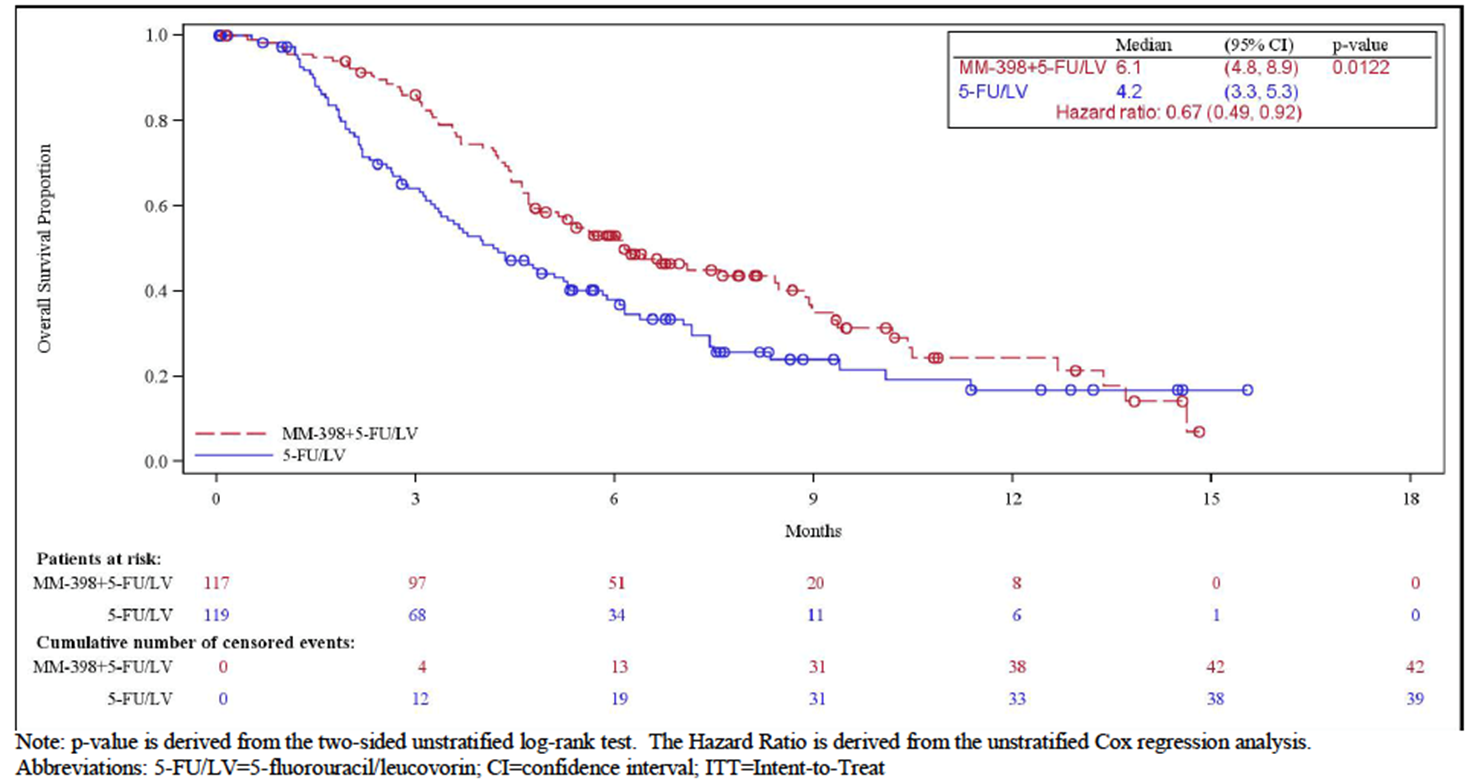 Median (95% CI) p-value
MM-398+5-FU/LV 6.1 (4.8, 8.9) 0.0122
5-FU/LV 4.2 (3.3, 5.3)
Hazard ratio: 0.67 (0.49, 0.92)
Overall Survival Proportion
1.0
0.8
0.6
0.4
0.2
0.0
MM-398+5-FU/LV
5-FU/LV
0 3 6 9 12 15 18
Months
Patients at risk:
MM-398+5-FU/LV 117 97 51 20 8 0 0
5-FU/LV 119 68 34 11 6 1 0
Cumulative number of censored events:
MM-398+5-FU/LV 0 4 13 31 38 42 42
5-FU/LV 0 12 19 31 33 38 39
Note: p-value is derived from the two-sided unstratified log-rank test. The Hazard Ratio is derived from the unstratified Cox regression analysis.
Abbreviations: 5-FU/LV=5-fluorouracil/leucovorin; CI=confidence interval; ITT=Intent-to-Treat